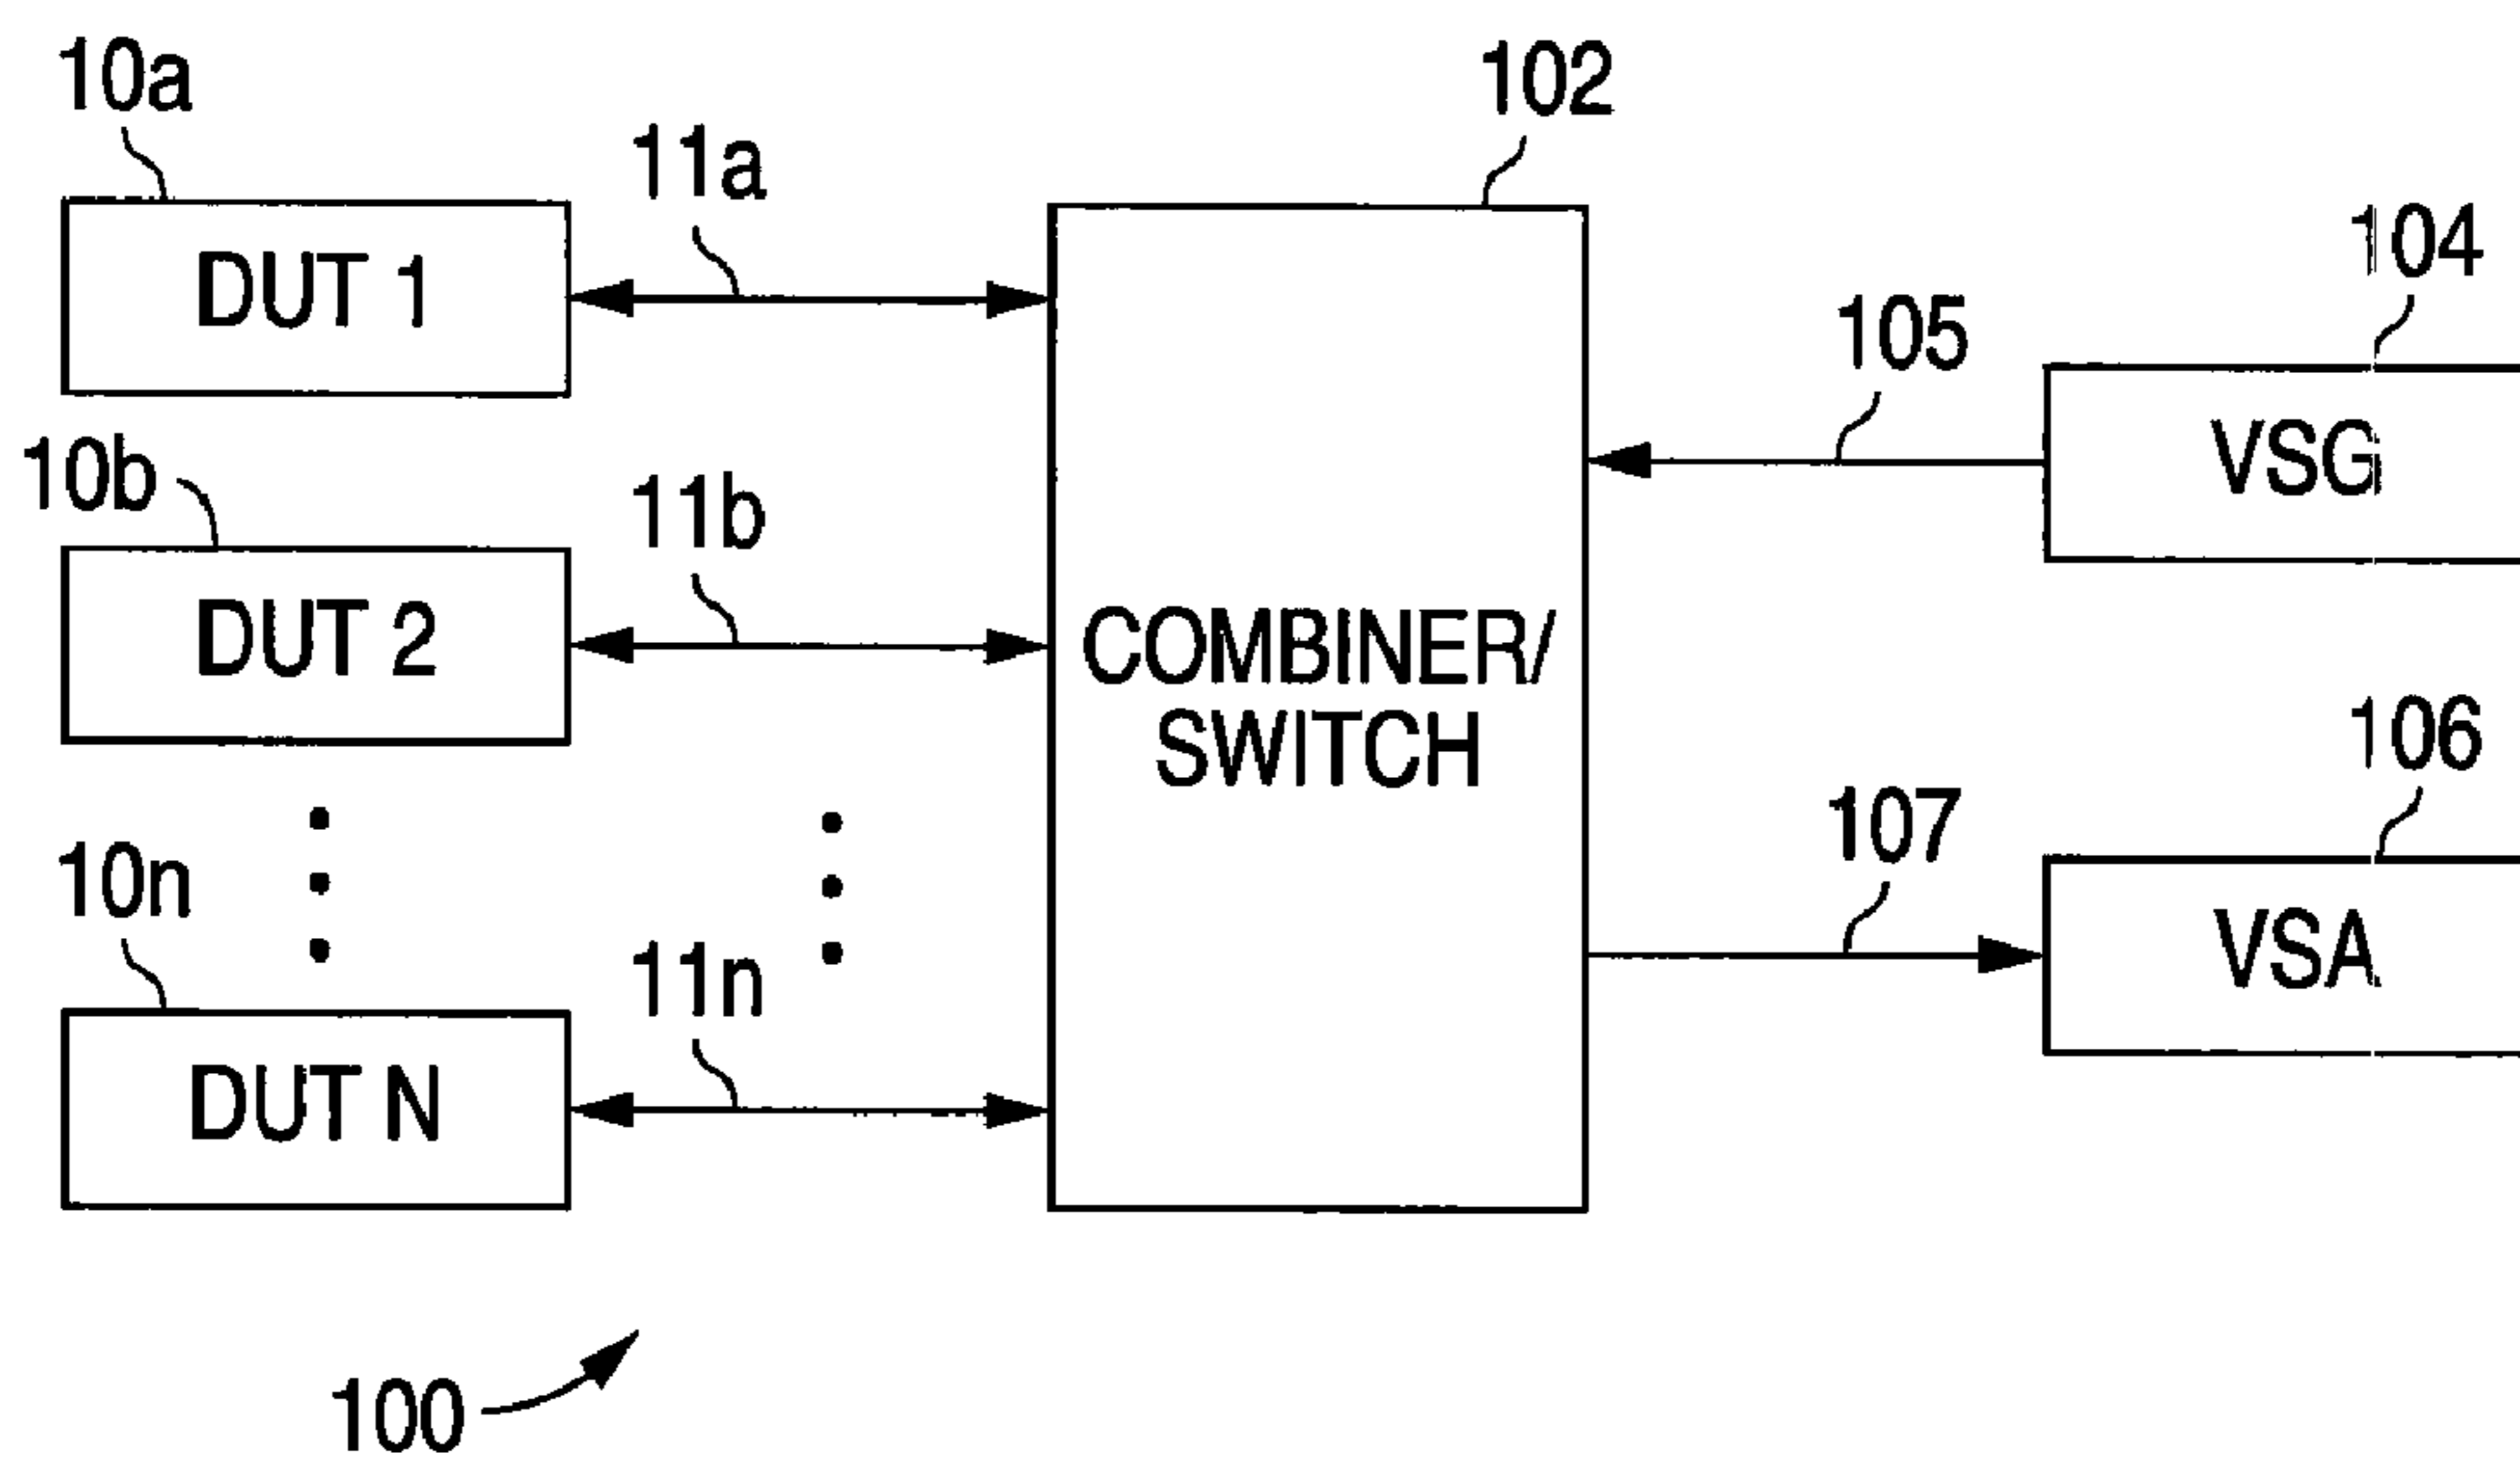 10a
102
11a
104
DUT 1
105
10b
11b
VSG
DUT 2
COMBINER/
SWITCH
106
107
10n
11n
VSA
DUT N
100